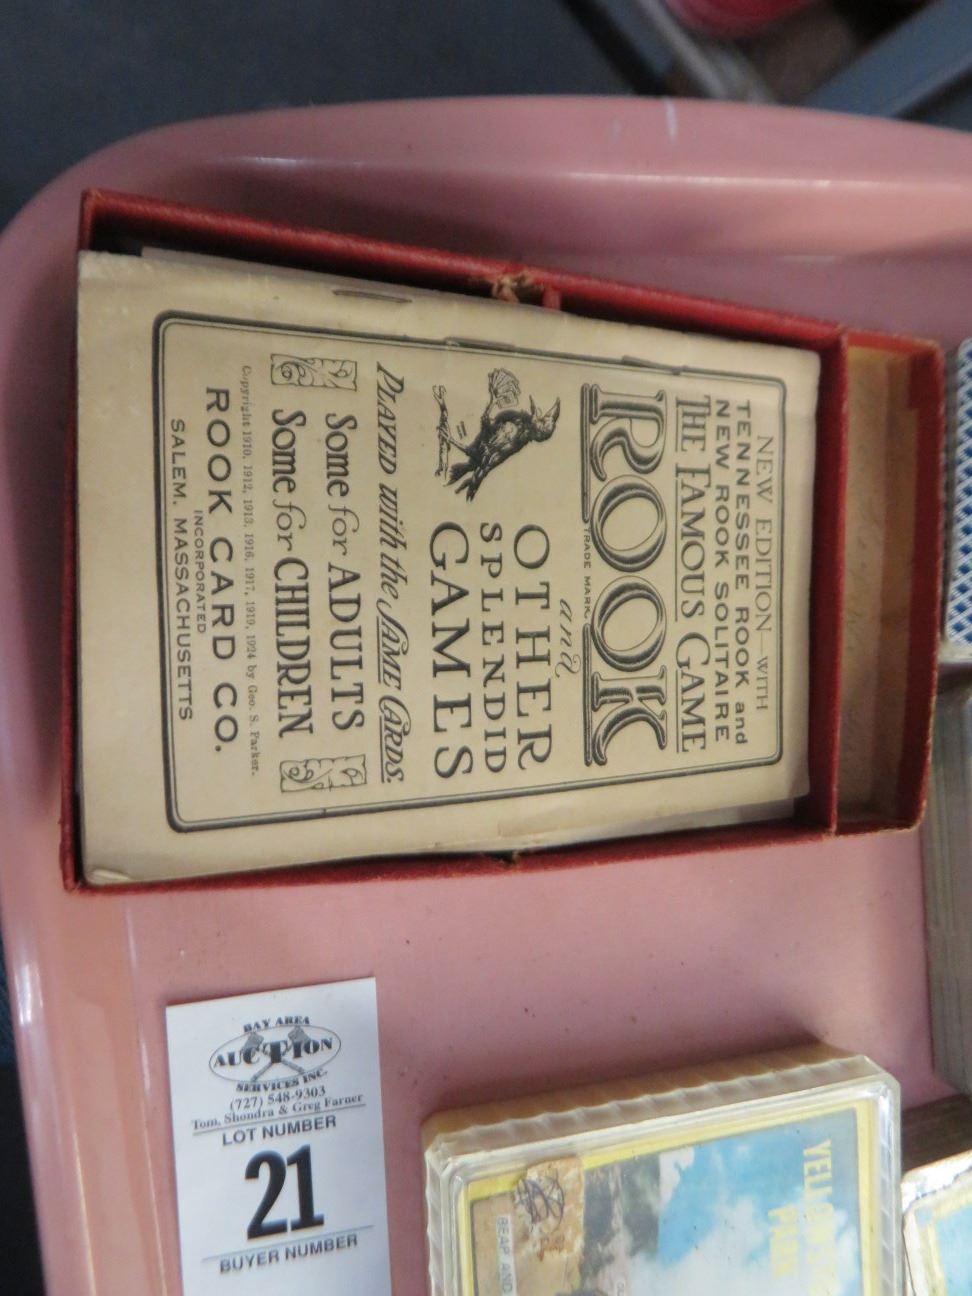 NEW EDITION—WITH
TENNESSEE ROOK and
NEW ROOK SOLITAIRE
THE FAMOUS GAME
ROOK
TRADE MARK
and
OTHER
SPLENDID
GAMES
PLAYED with the SAME CARDS.
Some for ADULTS
Some for CHILDREN
Copyright 1910, 1912, 1913, 1916, 1917, 1919, 1924 by Geo. S. Parker.
ROOK CARD CO.
INCORPORATED
SALEM, MASSACHUSETTS
BAY AREA
AUCTION
SERVICES INC.
(727) 548-9303
Tom, Shondra & Greg Farner
LOT NUMBER
21
BUYER NUMBER
PARK
BEAR AND